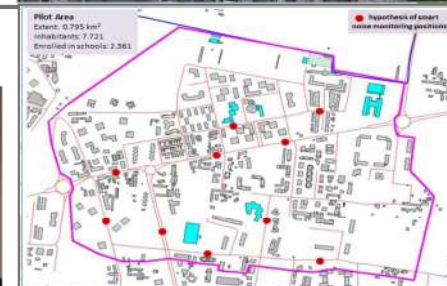 Pilot Area
Extent: 0.795 km²
Inhabitants: 7.721
Enrolled in schools: 2.561
hypothesis of smart
noise monitoring positions